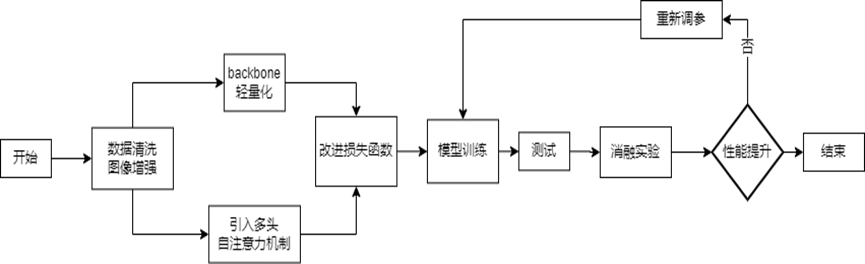 开始
数据清洗
图像增强
backbone
轻量化
引入多头
自注意力机制
改进损失函数
模型训练
测试
消融实验
性能提升
否
重新调参
结束